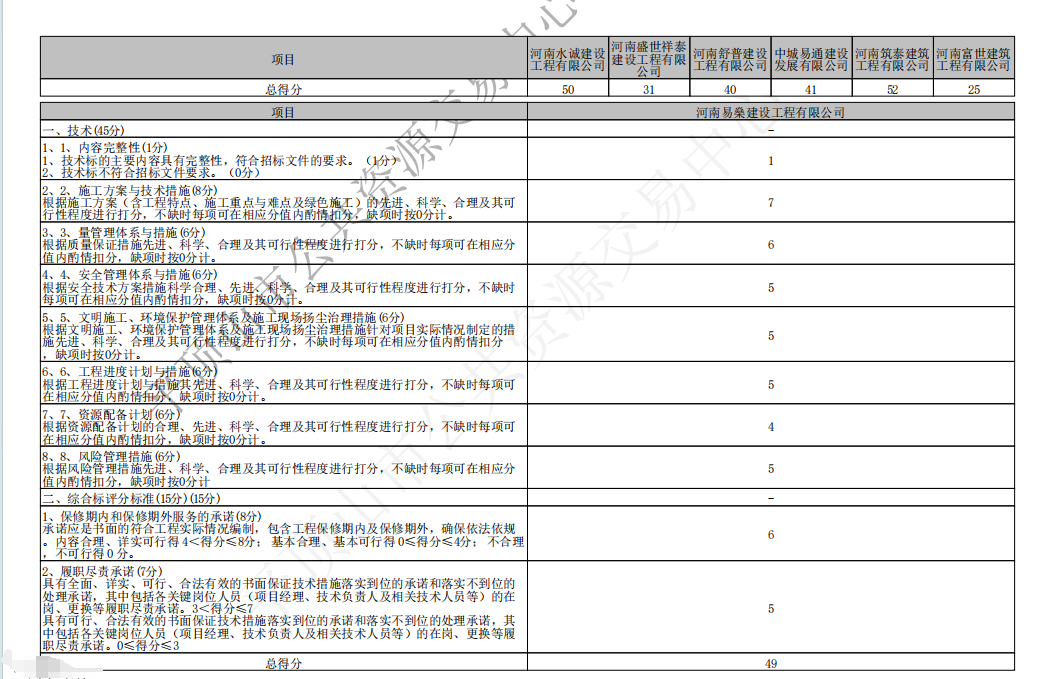 项目
河南水诚建设工程有限公司
河南盛世祥泰建设工程有限公司
河南舒普建设工程有限公司
中城易通建设发展有限公司
河南筑泰建筑工程有限公司
河南富世建筑工程有限公司
总得分 50 31 40 41 52 25
项目 河南易燊建设工程有限公司
一、技术(45分) -
1、1、内容完整性(1分)
1、技术标的主要内容具有完整性，符合招标文件的要求。（1分） 1
2、技术标不符合招标文件要求。（0分）
2、2、施工方案与技术措施(8分)
根据施工方案（含工程特点、施工重点与难点及绿色施工）的先进、科学、合理及其可 7
行性程度进行打分，不缺时每项可在相应分值内酌情扣分，缺项时按0分计。
3、3、量管理体系与措施(6分)
根据质量保证措施先进、科学、合理及其可行性程度进行打分，不缺时每项可在相应分 6
值内酌情扣分，缺项时按0分计。
4、4、安全管理体系与措施(6分)
根据安全技术方案措施科学合理、先进、科学、合理及其可行性程度进行打分，不缺时 5
每项可在相应分值内酌情扣分，缺项时按0分计。
5、5、文明施工、环境保护管理体系及施工现场扬尘治理措施(6分)
根据文明施工、环境保护管理体系及施工现场扬尘治理措施针对项目实际情况制定的措 5
施先进、科学、合理及其可行性程度进行打分，不缺时每项可在相应分值内酌情扣分
，缺项时按0分计。
6、6、工程进度计划与措施(6分)
根据工程进度计划与措施其先进、科学、合理及其可行性程度进行打分，不缺时每项可 5
在相应分值内酌情扣分，缺项时按0分计。
7、7、资源配备计划(6分)
根据资源配备计划的合理、先进、科学、合理及其可行性程度进行打分，不缺时每项可 4
在相应分值内酌情扣分，缺项时按0分计。
8、8、风险管理措施(6分)
根据风险管理措施先进、科学、合理及其可行性程度进行打分，不缺时每项可在相应分 5
值内酌情扣分，缺项时按0分计
二、综合标评分标准(15分)(15分) -
1、保修期内和保修期外服务的承诺(8分)
承诺应是书面的符合工程实际情况编制，包含工程保修期内及保修期外，确保依法依规 6
。内容合理、详实可行得 4＜得分≤8分； 基本合理、基本可行得 0≤得分≤4分； 不合理
，不可行得 0 分。
2、履职尽责承诺(7分)
具有全面、详实、可行、合法有效的书面保证技术措施落实到位的承诺和落实不到位的
处理承诺，其中包括各关键岗位人员（项目经理、技术负责人及相关技术人员等）的在
岗、更换等履职尽责承诺。3＜得分≤7 5
具有可行、合法有效的书面保证技术措施落实到位的承诺和落实不到位的处理承诺，其
中包括各关键岗位人员（项目经理、技术负责人及相关技术人员等）的在岗、更换等履
职尽责承诺。0≤得分≤3
总得分 49
平顶山市公共资源交易中心
平顶山市公共资源交易中心